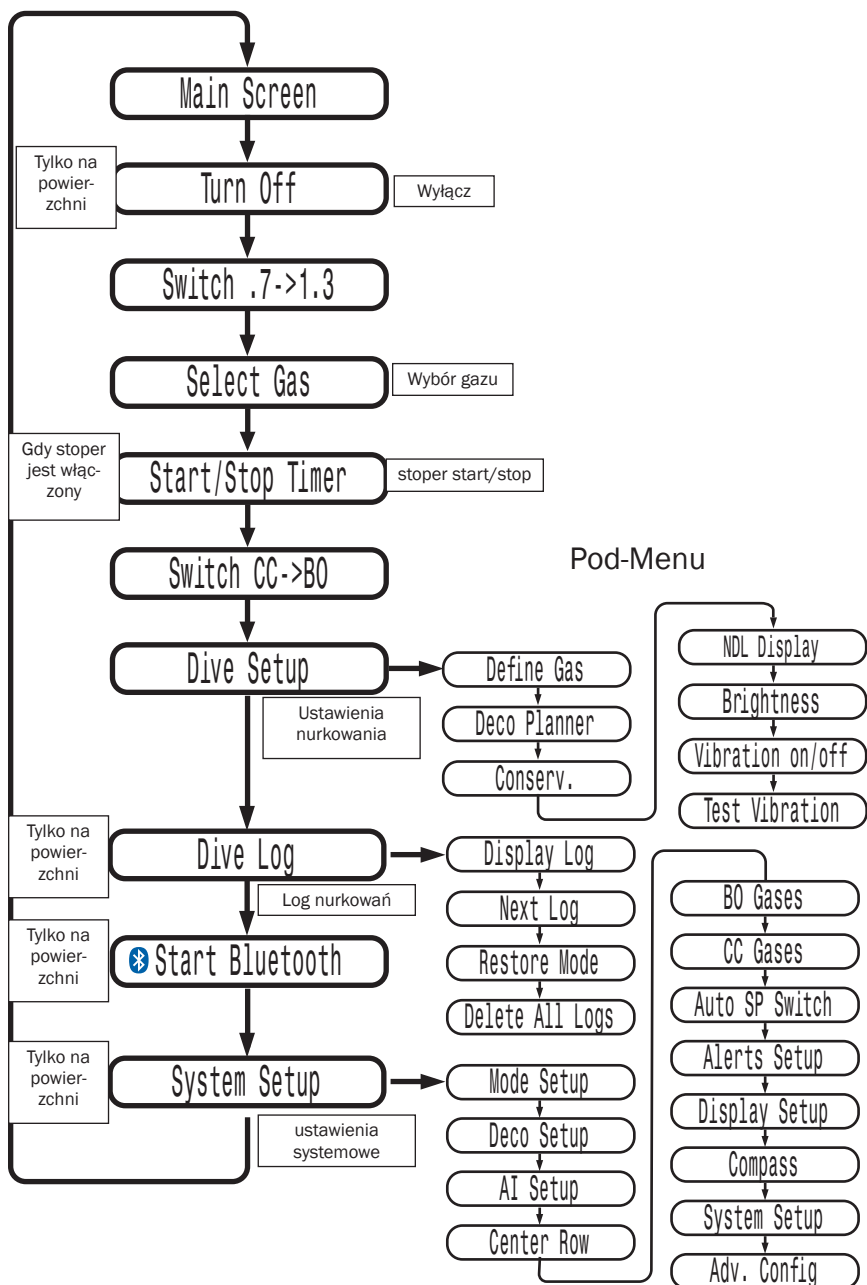 Main Screen
Tylko na
powier-
zchni
Turn Off
Wyłącz
Switch .7->1.3
Select Gas
Wybór gazu
Gdy stoper
jest włąc-
zony
Start/Stop Timer
stoper start/stop
Switch CC->BO
Pod-Menu
Dive Setup
Ustawienia
nurkowania
Define Gas
Deco Planner
Conserv.
NDL Display
Brightness
Vibration on/off
Test Vibration
Tylko na
powier-
zchni
Dive Log
Log nurkowań
Display Log
Next Log
Restore Mode
Delete All Logs
Tylko na
powier-
zchni
Start Bluetooth
Tylko na
powier-
zchni
System Setup
ustawienia
systemowe
Mode Setup
Deco Setup
AI Setup
Center Row
BO Gases
CC Gases
Auto SP Switch
Alerts Setup
Display Setup
Compass
System Setup
Adv. Config